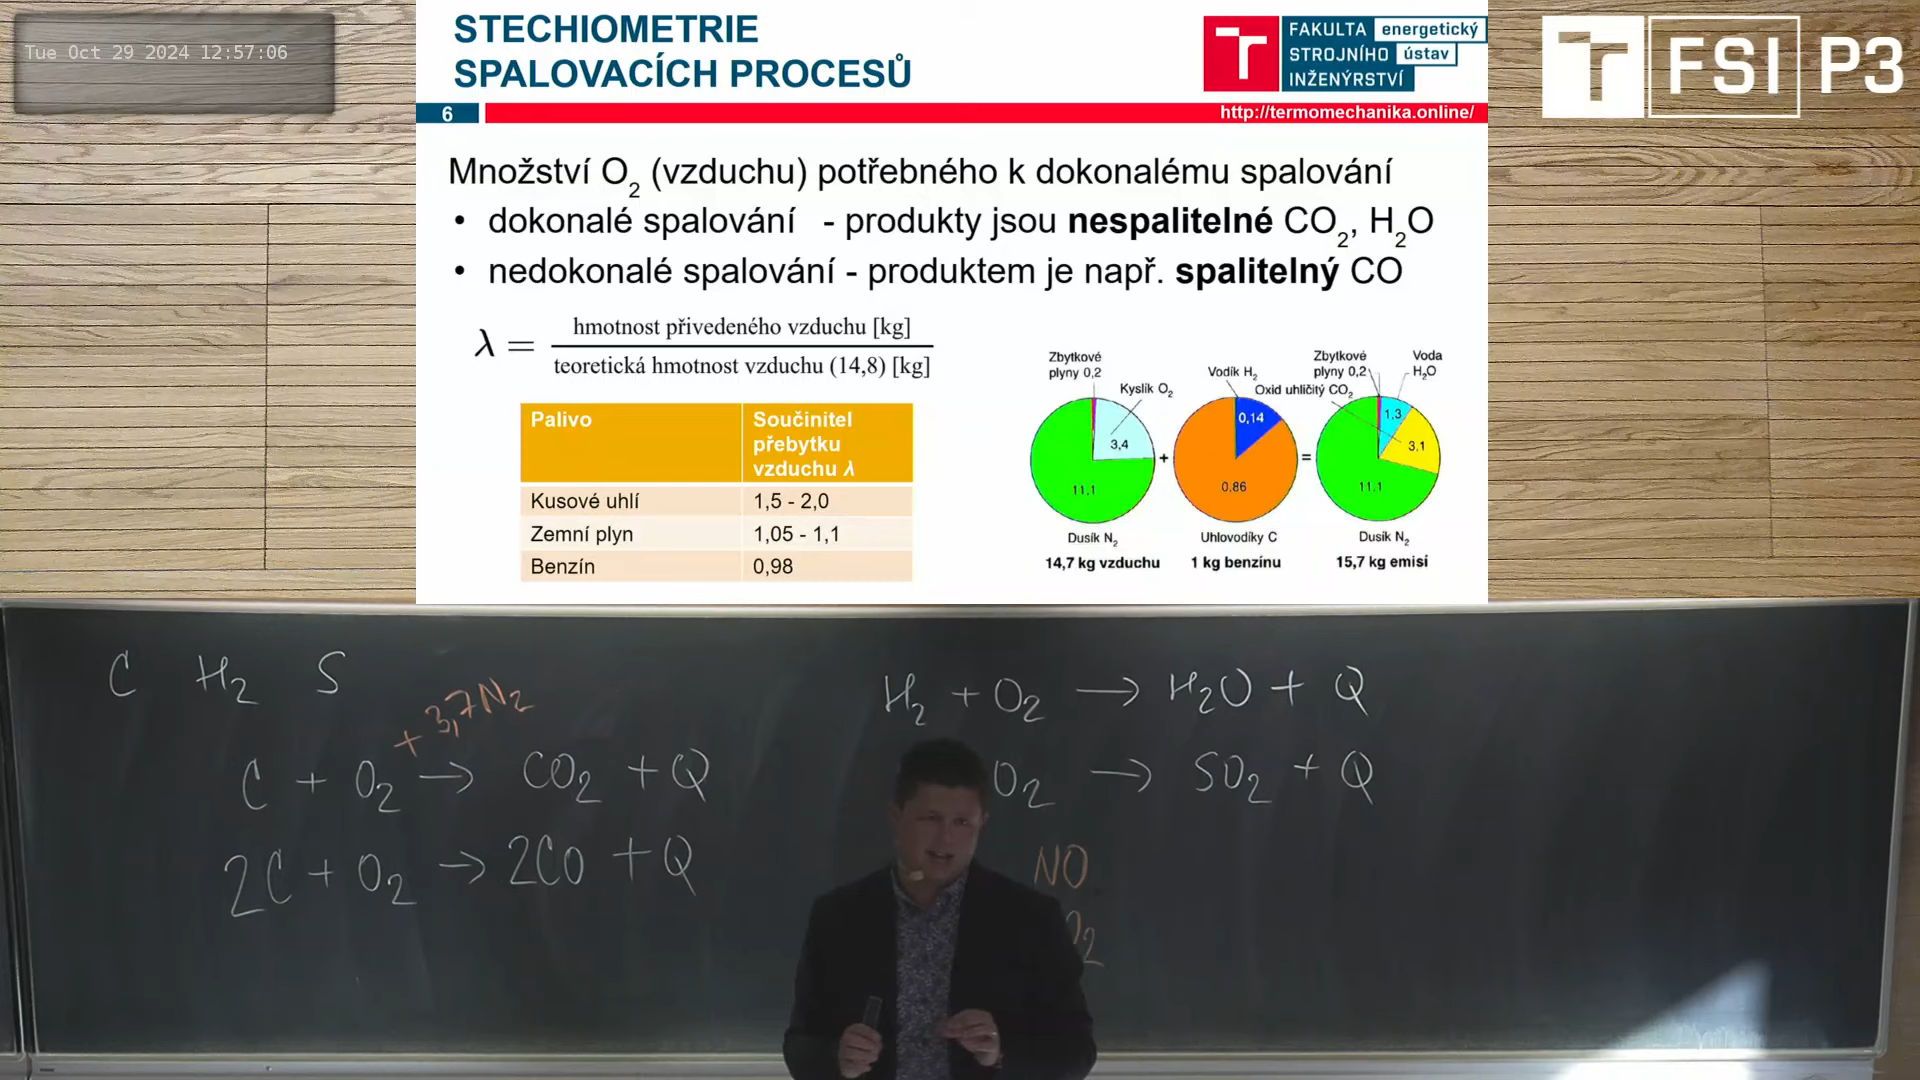 Tue Oct 29 2024 12:57:06
STECHIOMETRIE
SPALOVACÍCH PROCESŮ
FAKULTA energetický
STROJNÍHO ústav
INŽENÝRSTVÍ
FSI P3
6
http://termomechanika.online/
Množství O2 (vzduchu) potřebného k dokonalému spalování
• dokonalé spalování - produkty jsou nespalitelné CO2, H2O
• nedokonalé spalování - produktem je např. spalitelný CO
λ = hmotnost přivedeného vzduchu [kg]
teoretická hmotnost vzduchu (14,8) [kg]
Palivo Součinitel přebytku vzduchu λ
Kusové uhlí 1,5 - 2,0
Zemní plyn 1,05 - 1,1
Benzín 0,98
Zbytkové plyny 0,2
Kyslík O2
3,4
11,1
Dusík N2
14,7 kg vzduchu
+
Vodík H2
0,14
0,86
Uhlovodíky C
1 kg benzínu
=
Zbytkové plyny 0,2
Voda H2O
Oxid uhličitý CO2
1,3
3,1
11,1
Dusík N2
15,7 kg emisí
C H2 S
+ 3,7N2
C + O2 → CO2 + Q
2C + O2 → 2CO + Q
H2 + O2 → H2O + Q
O2 → SO2 + Q
NO
2